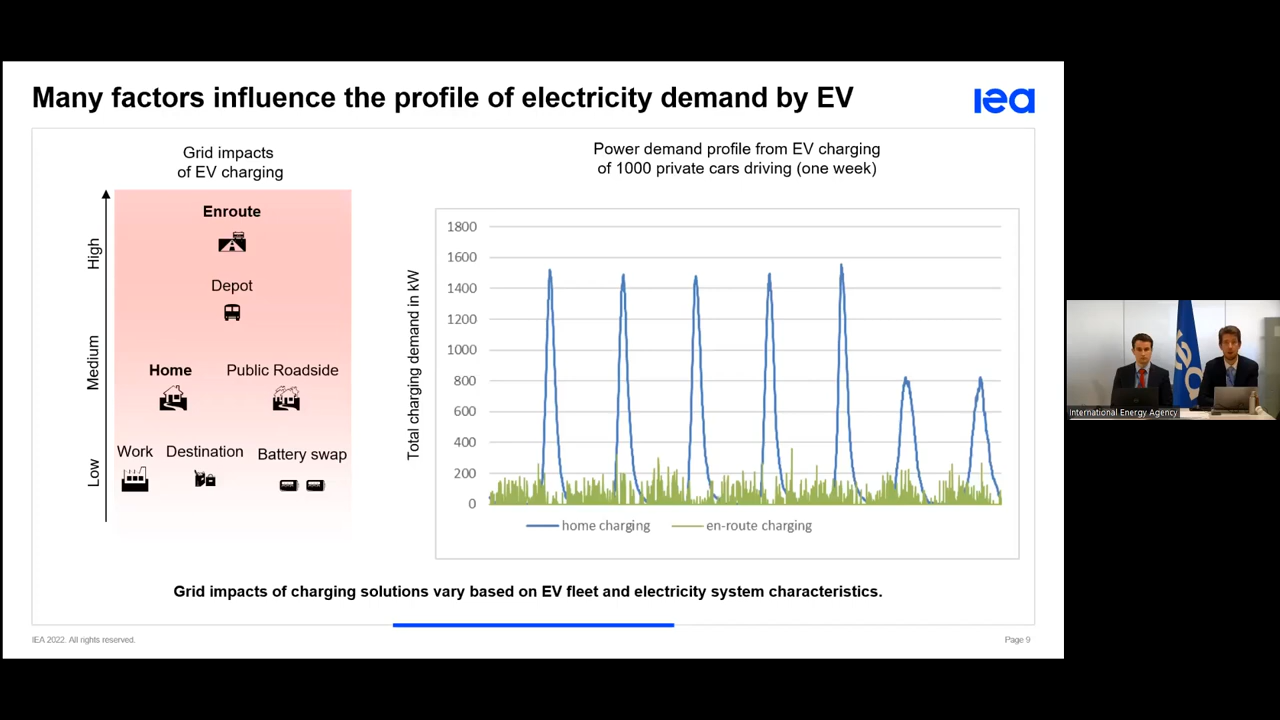 Many factors influence the profile of electricity demand by EV
iea
Grid impacts
of EV charging
High
Medium
Low
Enroute
Depot
Home
Public Roadside
Work
Destination
Battery swap
Power demand profile from EV charging
of 1000 private cars driving (one week)
Total charging demand in kW
1800
1600
1400
1200
1000
800
600
400
200
0
home charging
en-route charging
Grid impacts of charging solutions vary based on EV fleet and electricity system characteristics.
IEA 2022. All rights reserved.
Page 9
iea
International Energy Agency